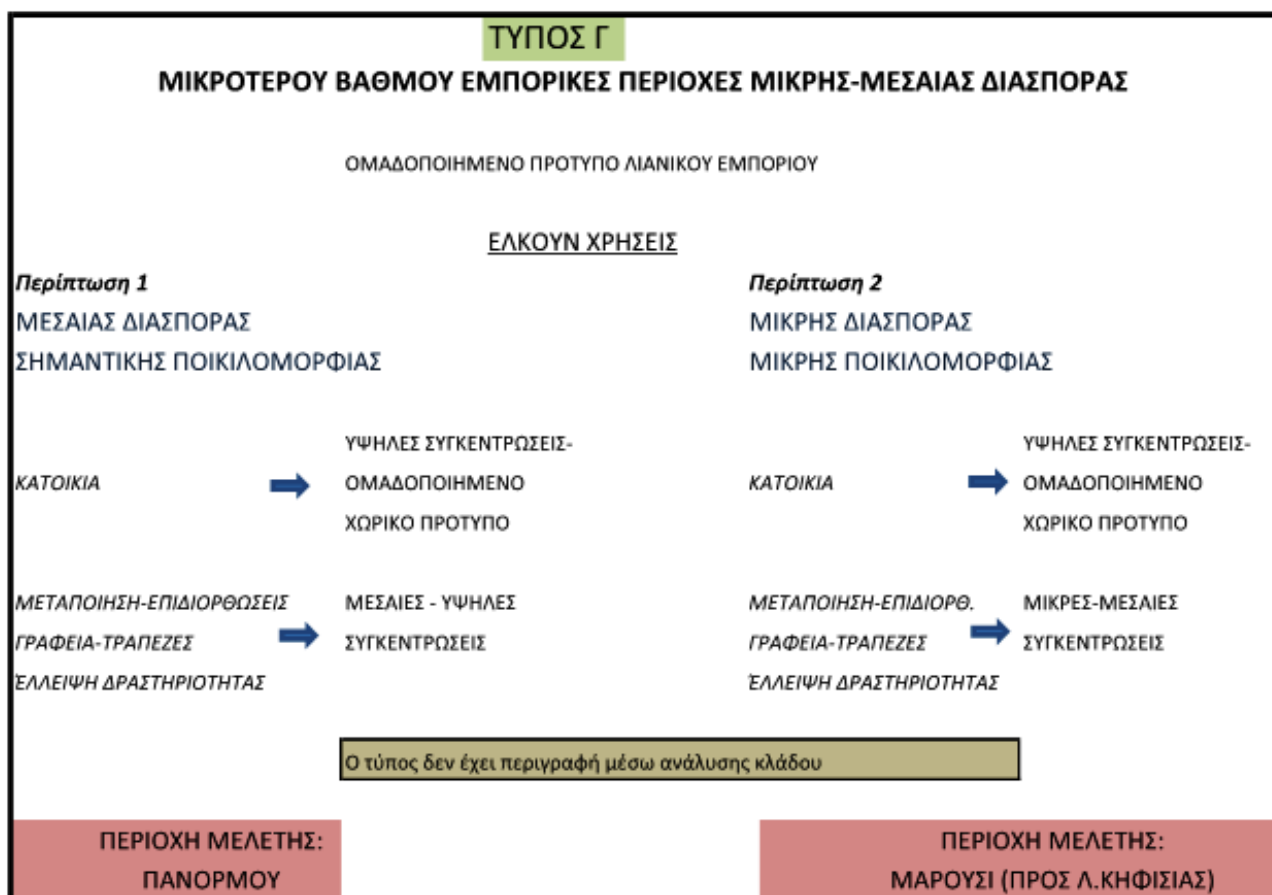 ΤΥΠΟΣ Γ
ΜΙΚΡΟΤΕΡΟΥ ΒΑΘΜΟΥ ΕΜΠΟΡΙΚΕΣ ΠΕΡΙΟΧΕΣ ΜΙΚΡΗΣ-ΜΕΣΑΙΑΣ ΔΙΑΣΠΟΡΑΣ
ΟΜΑΔΟΠΟΙΗΜΕΝΟ ΠΡΟΤΥΠΟ ΛΙΑΝΙΚΟΥ ΕΜΠΟΡΙΟΥ
ΕΛΚΟΥΝ ΧΡΗΣΕΙΣ
Περίπτωση 1
ΜΕΣΑΙΑΣ ΔΙΑΣΠΟΡΑΣ
ΣΗΜΑΝΤΙΚΗΣ ΠΟΙΚΙΛΟΜΟΡΦΙΑΣ
ΚΑΤΟΙΚΙΑ
ΥΨΗΛΕΣ ΣΥΓΚΕΝΤΡΩΣΕΙΣ-
ΟΜΑΔΟΠΟΙΗΜΕΝΟ
ΧΩΡΙΚΟ ΠΡΟΤΥΠΟ
ΜΕΤΑΠΟΙΗΣΗ-ΕΠΙΔΙΟΡΘΩΣΕΙΣ
ΓΡΑΦΕΙΑ-ΤΡΑΠΕΖΕΣ
ΈΛΛΕΙΨΗ ΔΡΑΣΤΗΡΙΟΤΗΤΑΣ
ΜΕΣΑΙΕΣ - ΥΨΗΛΕΣ
ΣΥΓΚΕΝΤΡΩΣΕΙΣ
Περίπτωση 2
ΜΙΚΡΗΣ ΔΙΑΣΠΟΡΑΣ
ΜΙΚΡΗΣ ΠΟΙΚΙΛΟΜΟΡΦΙΑΣ
ΚΑΤΟΙΚΙΑ
ΥΨΗΛΕΣ ΣΥΓΚΕΝΤΡΩΣΕΙΣ-
ΟΜΑΔΟΠΟΙΗΜΕΝΟ
ΧΩΡΙΚΟ ΠΡΟΤΥΠΟ
ΜΕΤΑΠΟΙΗΣΗ-ΕΠΙΔΙΟΡΘ.
ΓΡΑΦΕΙΑ-ΤΡΑΠΕΖΕΣ
ΈΛΛΕΙΨΗ ΔΡΑΣΤΗΡΙΟΤΗΤΑΣ
ΜΙΚΡΕΣ-ΜΕΣΑΙΕΣ
ΣΥΓΚΕΝΤΡΩΣΕΙΣ
Ο τύπος δεν έχει περιγραφή μέσω ανάλυσης κλάδου
ΠΕΡΙΟΧΗ ΜΕΛΕΤΗΣ:
ΠΑΝΟΡΜΟΥ
ΠΕΡΙΟΧΗ ΜΕΛΕΤΗΣ:
ΜΑΡΟΥΣΙ (ΠΡΟΣ Λ.ΚΗΦΙΣΙΑΣ)